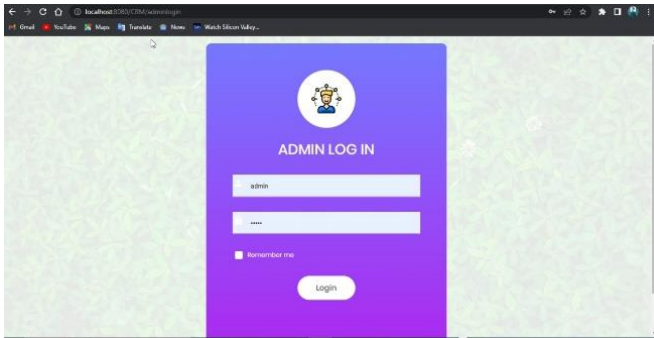 localhost:8080/CRM/adminlogin
Gmail YouTube Maps Translate News Watch Silicon Valley...
ADMIN LOG IN
admin
•••••
Remember me
Login